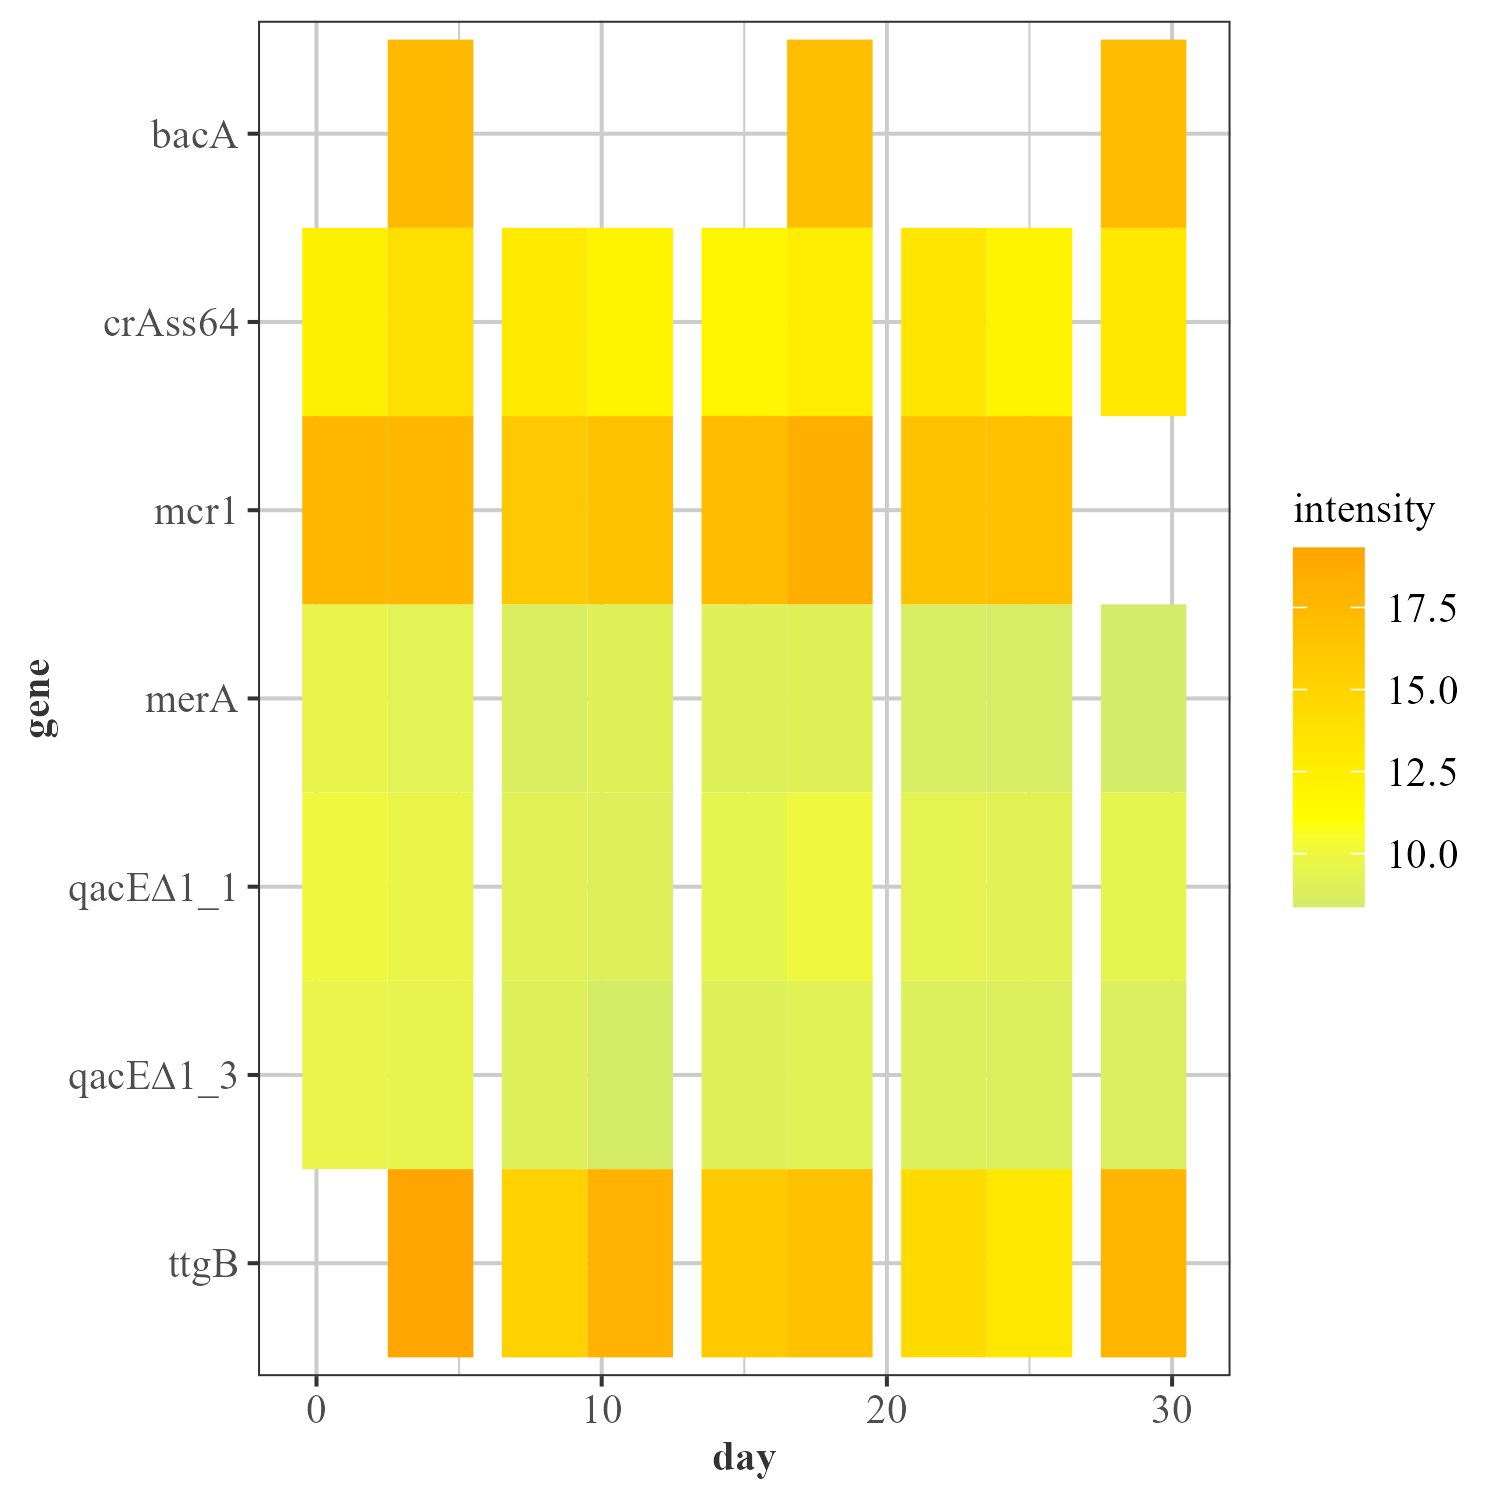 bacA
crAss64
mcr1
merA
qacEΔ1_1
qacEΔ1_3
ttgB
gene
0 10 20 30
day
intensity
17.5
15.0
12.5
10.0